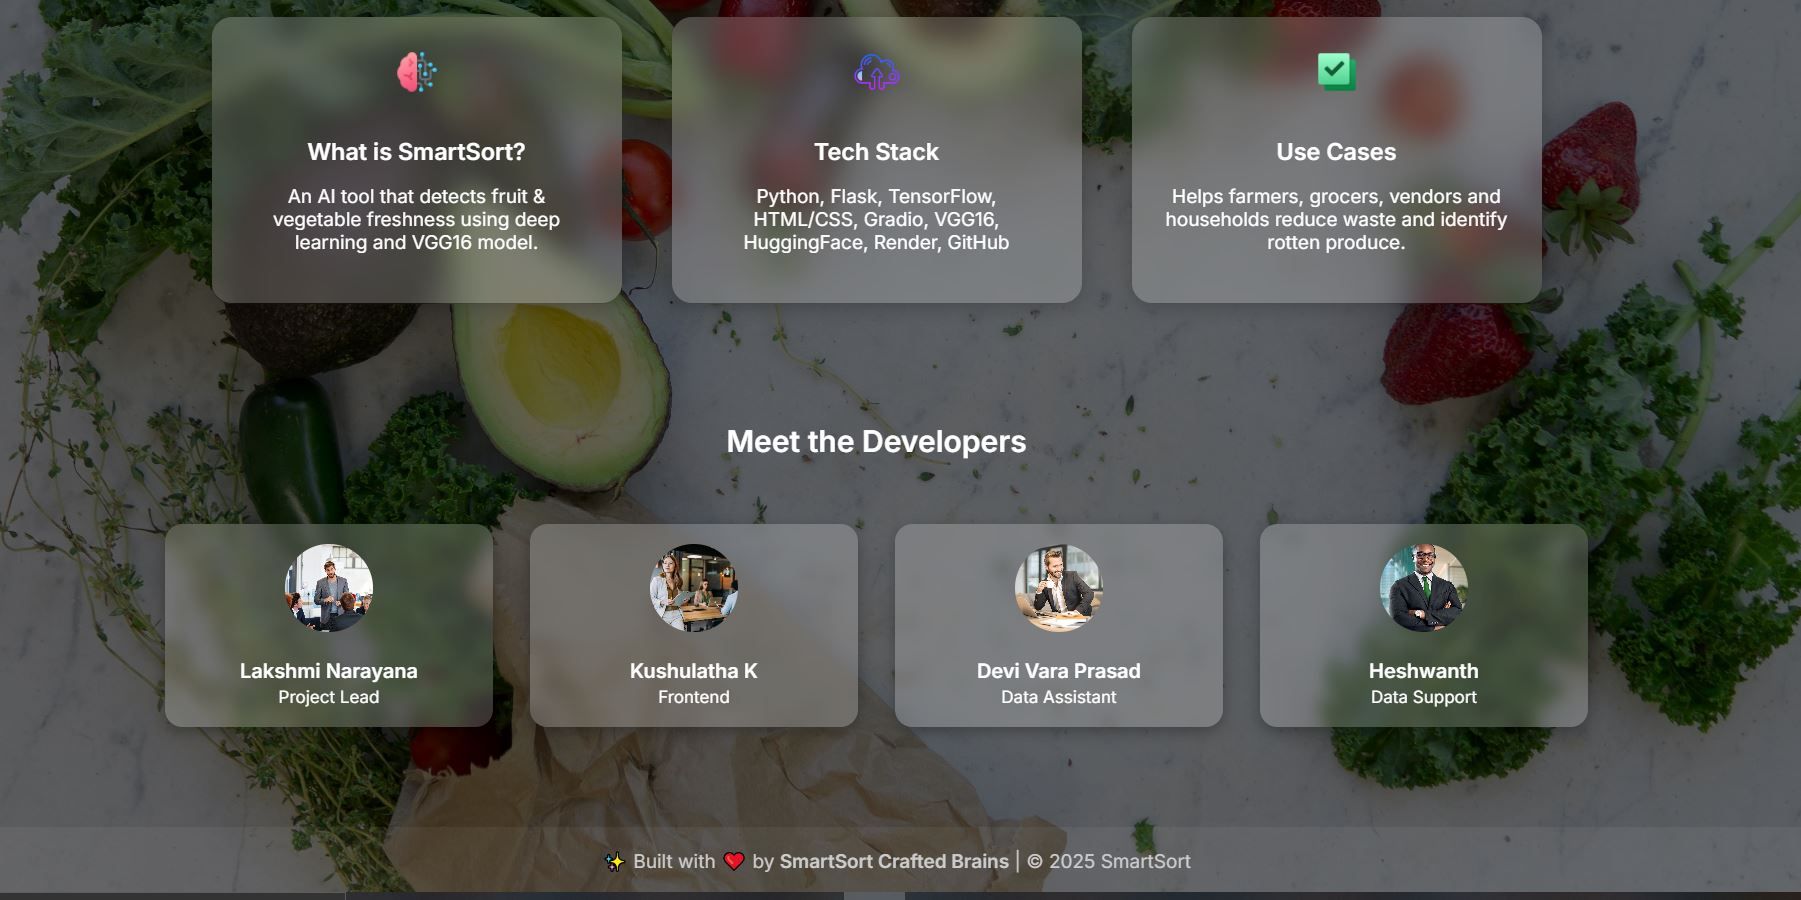 What is SmartSort?
An AI tool that detects fruit &
vegetable freshness using deep
learning and VGG16 model.
Tech Stack
Python, Flask, TensorFlow,
HTML/CSS, Gradio, VGG16,
HuggingFace, Render, GitHub
Use Cases
Helps farmers, grocers, vendors and
households reduce waste and identify
rotten produce.
Meet the Developers
Lakshmi Narayana
Project Lead
Kushulatha K
Frontend
Devi Vara Prasad
Data Assistant
Heshwanth
Data Support
✨ Built with ❤️ by SmartSort Crafted Brains | © 2025 SmartSort